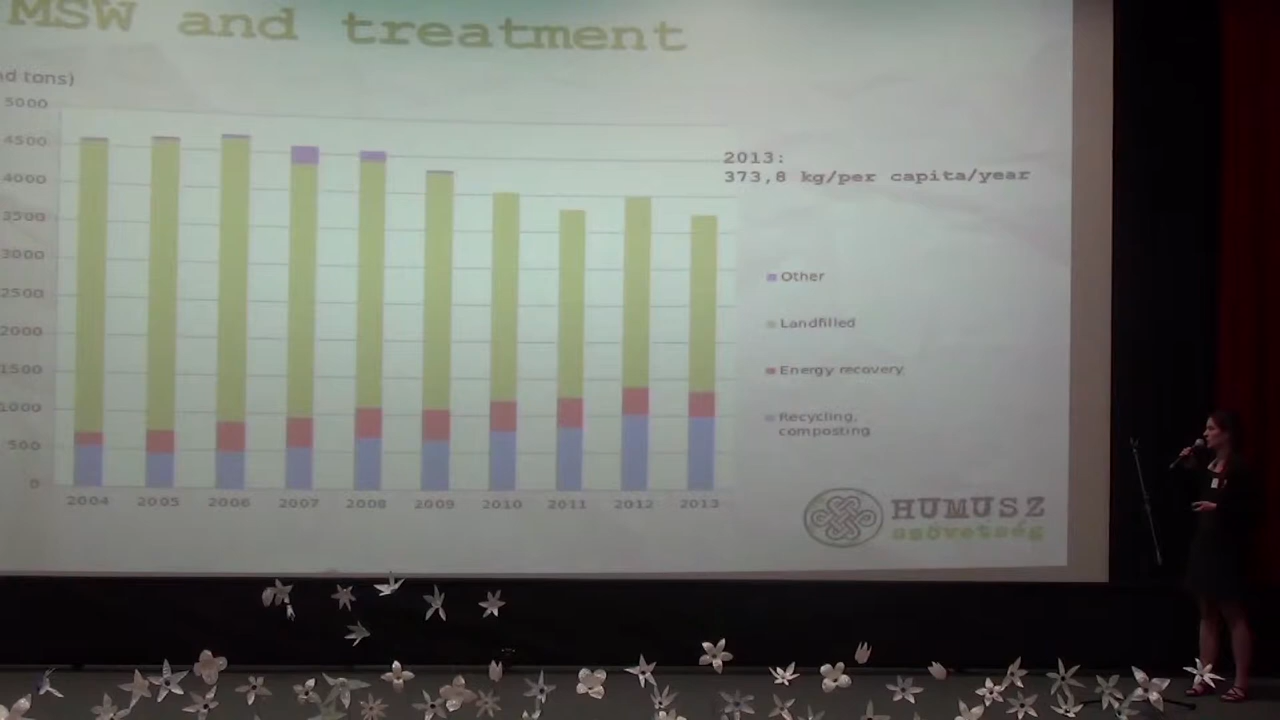 MSW and treatment
nd tons)
5000
4500
4000
3500
3000
2500
2000
1500
1000
500
0
2004 2005 2006 2007 2008 2009 2010 2011 2012 2013
2013:
373,8 kg/per capita/year
Other
Landfilled
Energy recovery
Recycling,
composting
HUMUSZ
szövetség